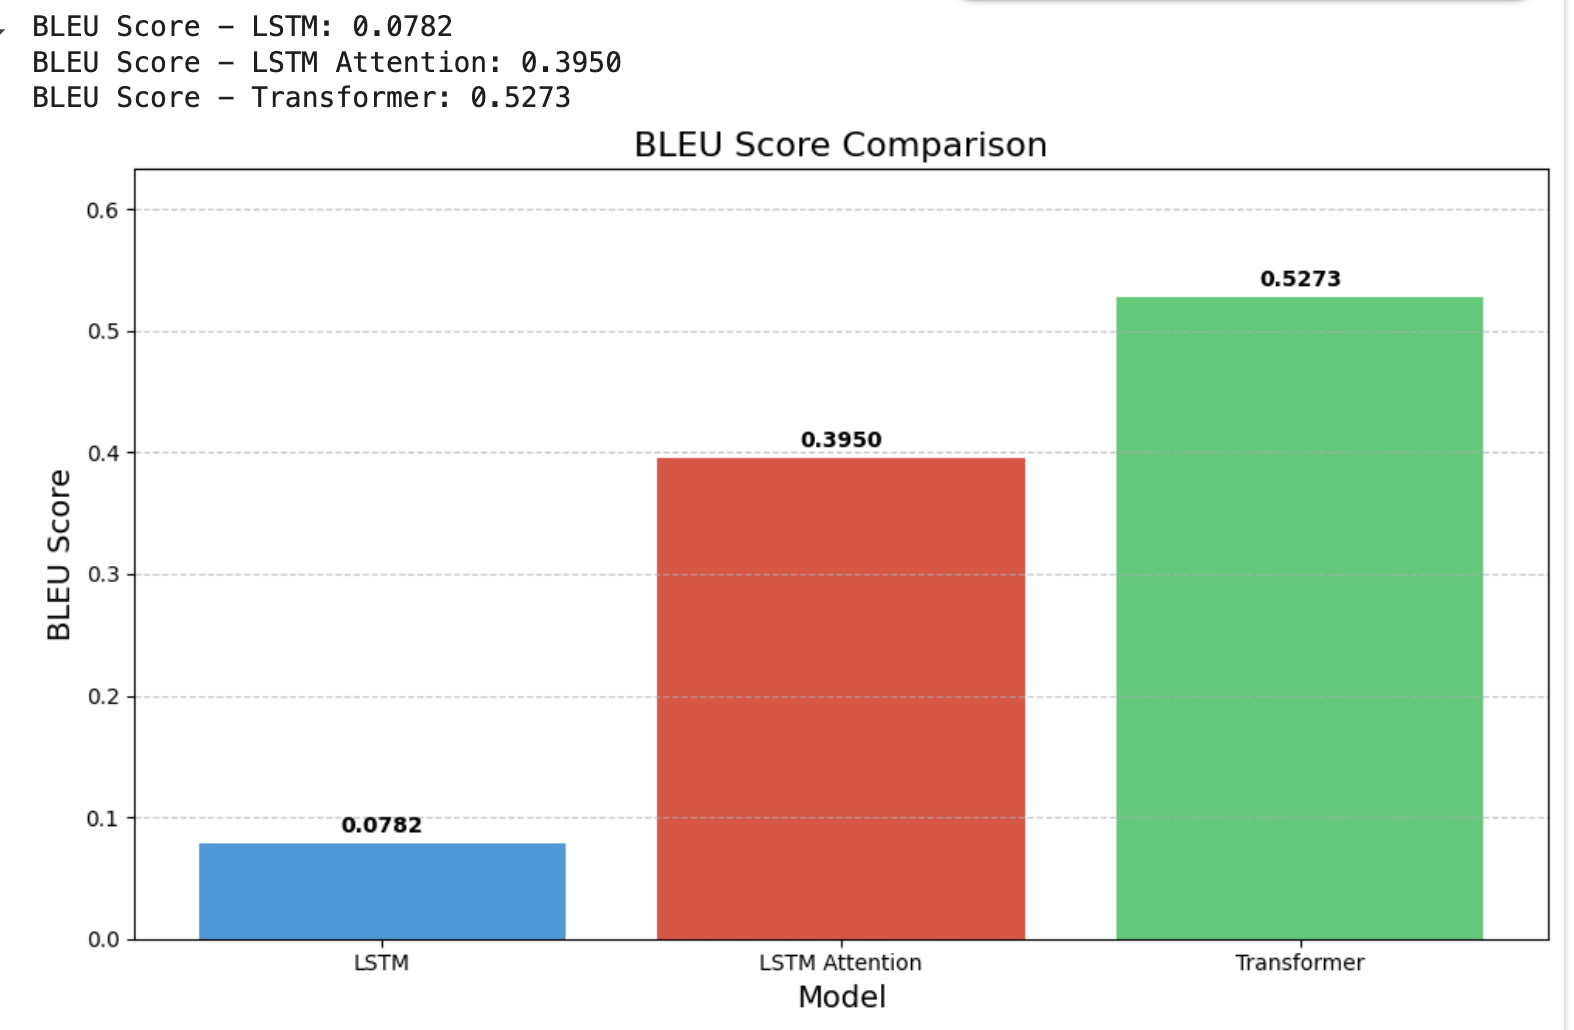 BLEU Score – LSTM: 0.0782
BLEU Score – LSTM Attention: 0.3950
BLEU Score – Transformer: 0.5273
BLEU Score Comparison
0.6
0.5
0.4
0.3
0.2
0.1
0.0
BLEU Score
0.0782
0.3950
0.5273
LSTM
LSTM Attention
Transformer
Model